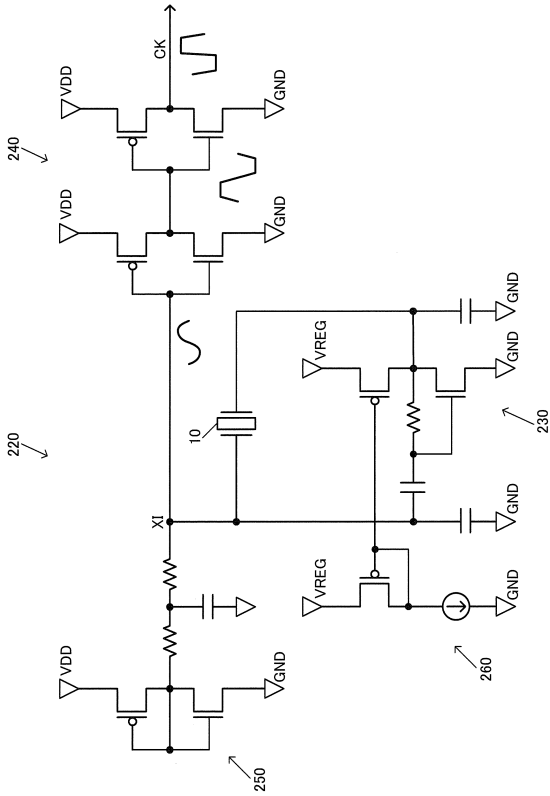 CK
VDD
GND
240
VDD
GND
220
10
XI
VREG
GND
GND
230
GND
VREG
GND
260
VDD
GND
250